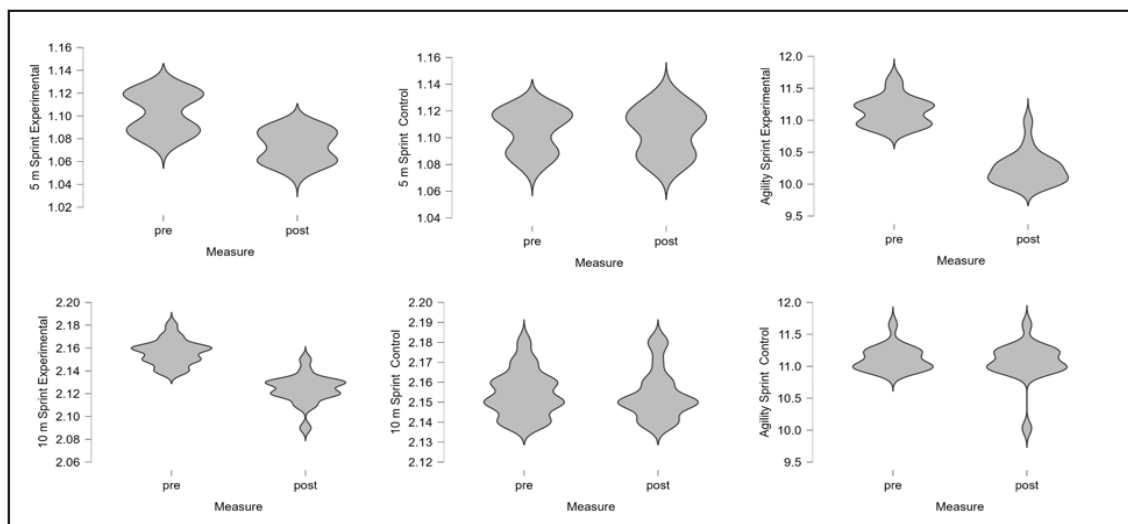 5 m Sprint Experimental
1.16
1.14
1.12
1.10
1.08
1.06
1.04
1.02
pre
post
Measure
5 m Sprint Control
1.16
1.14
1.12
1.10
1.08
1.06
1.04
pre
post
Measure
Agility Sprint Experimental
12.0
11.5
11.0
10.5
10.0
9.5
pre
post
Measure
10 m Sprint Experimental
2.20
2.18
2.16
2.14
2.12
2.10
2.08
2.06
pre
post
Measure
10 m Sprint Control
2.20
2.19
2.18
2.17
2.16
2.15
2.14
2.13
2.12
pre
post
Measure
Agility Sprint Control
12.0
11.5
11.0
10.5
10.0
9.5
pre
post
Measure